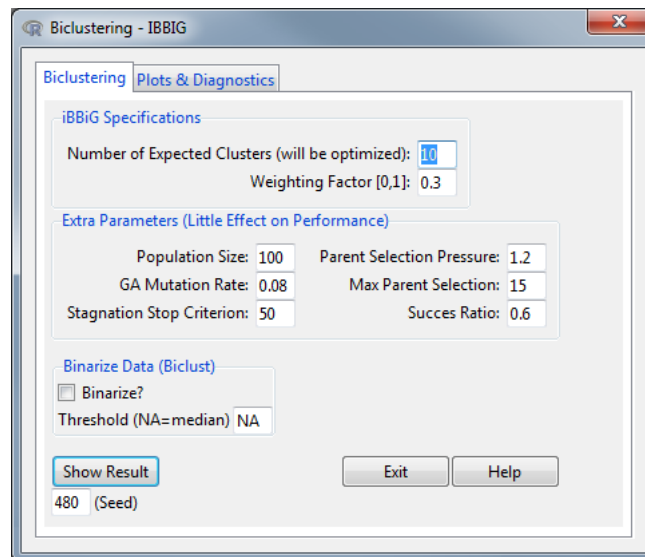 Biclustering - IBBIG
Biclustering Plots & Diagnostics
iBBiG Specifications
Number of Expected Clusters (will be optimized): 10
Weighting Factor [0,1]: 0.3
Extra Parameters (Little Effect on Performance)
Population Size: 100 Parent Selection Pressure: 1.2
GA Mutation Rate: 0.08 Max Parent Selection: 15
Stagnation Stop Criterion: 50 Succes Ratio: 0.6
Binarize Data (Biclust)
Binarize?
Threshold (NA=median) NA
Show Result Exit Help
480 (Seed)